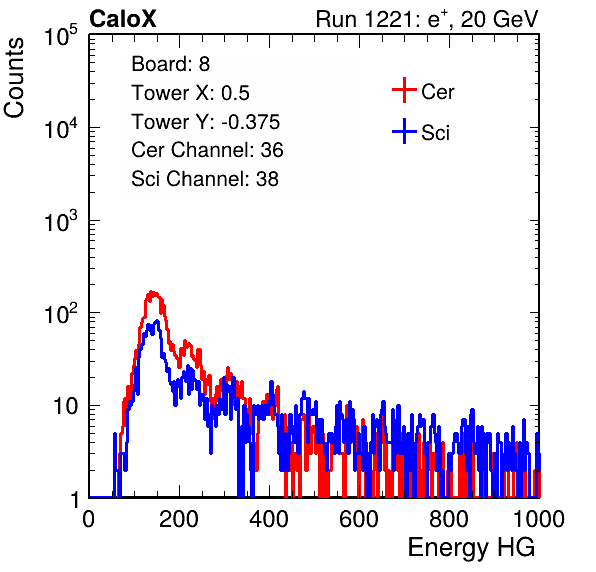 CaloX Run 1221: e⁺, 20 GeV
Counts
Board: 8
Tower X: 0.5
Tower Y: -0.375
Cer Channel: 36
Sci Channel: 38
Cer
Sci
10⁵
10⁴
10³
10²
10
1
0 200 400 600 800 1000
Energy HG